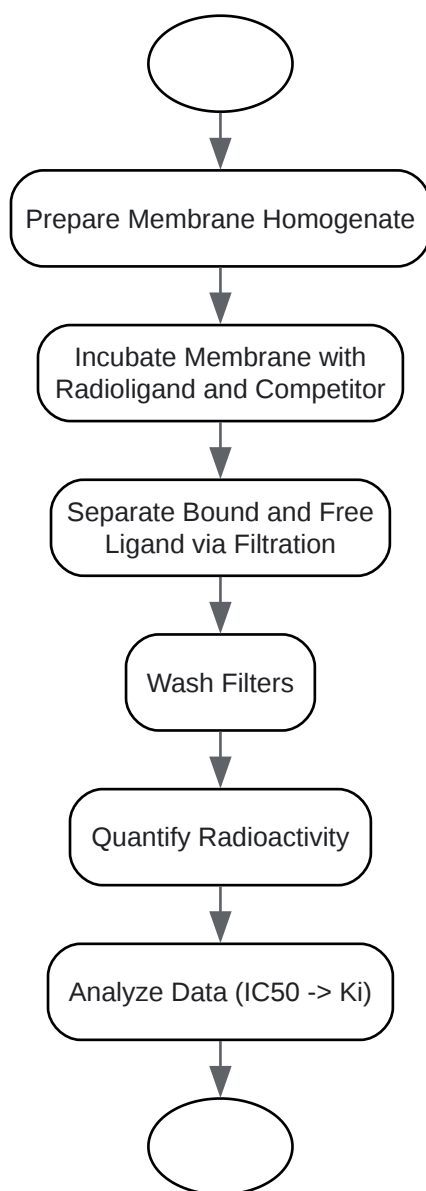 Prepare Membrane Homogenate
Incubate Membrane with
Radioligand and Competitor
Separate Bound and Free
Ligand via Filtration
Wash Filters
Quantify Radioactivity
Analyze Data (IC50 -> Ki)